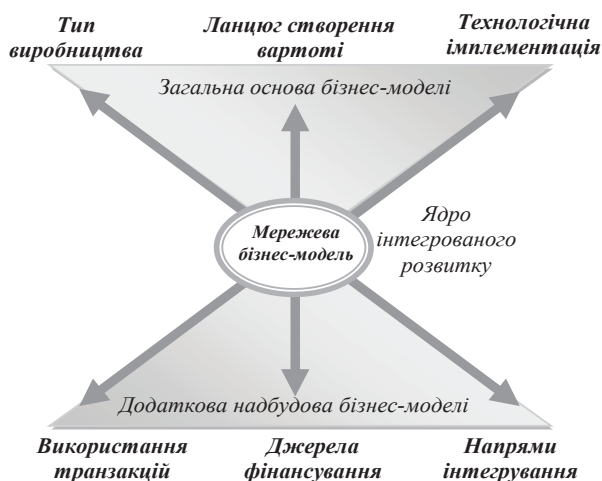 Тип
виробництва
Ланцюг створення
вартоті
Технологічна
імплементація
Загальна основа бізнес-моделі
Мережева
бізнес-модель
Ядро
інтегрованого
розвитку
Додаткова надбудова бізнес-моделі
Використання
транзакцій
Джерела
фінансування
Напрями
інтегрування